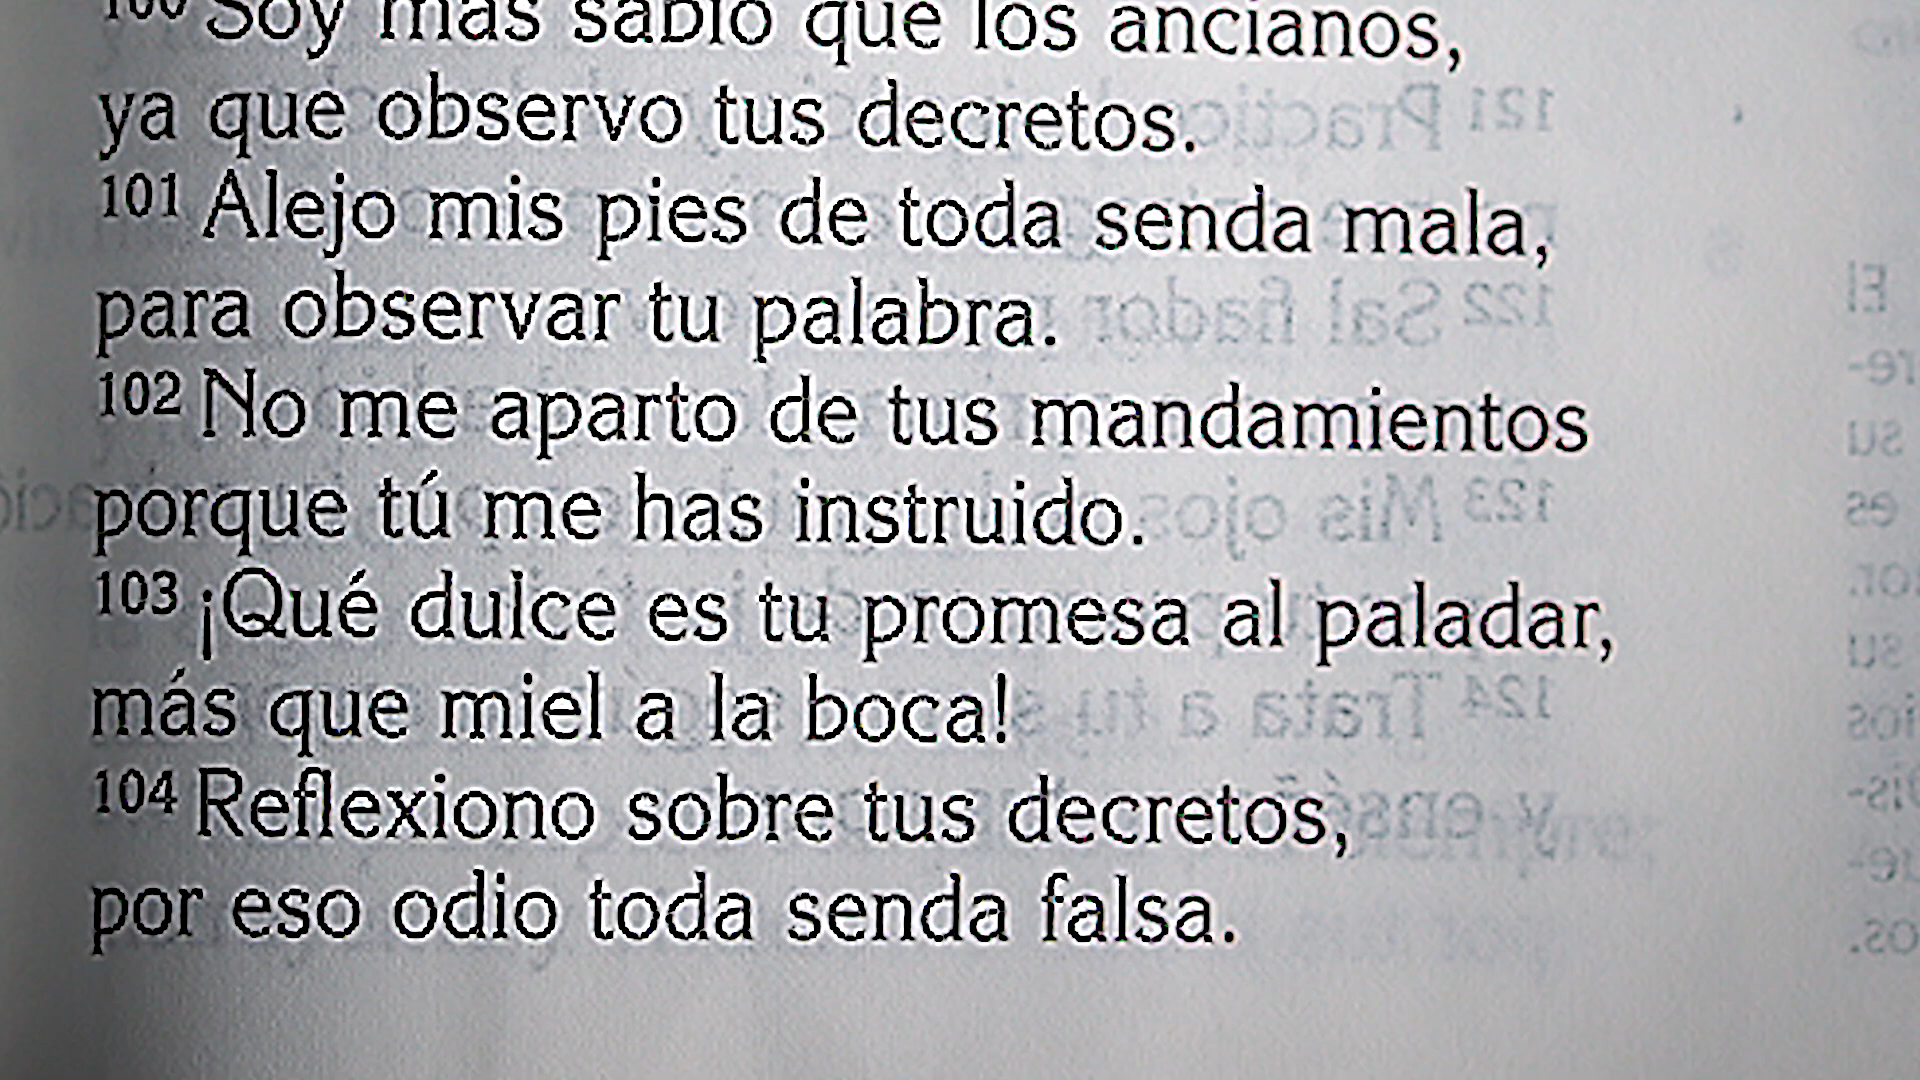 100 Soy más sabio que los ancianos,
ya que observo tus decretos.
101 Alejo mis pies de toda senda mala,
para observar tu palabra.
102 No me aparto de tus mandamientos
porque tú me has instruido.
103 ¡Qué dulce es tu promesa al paladar,
más que miel a la boca!
104 Reflexiono sobre tus decretos,
por eso odio toda senda falsa.